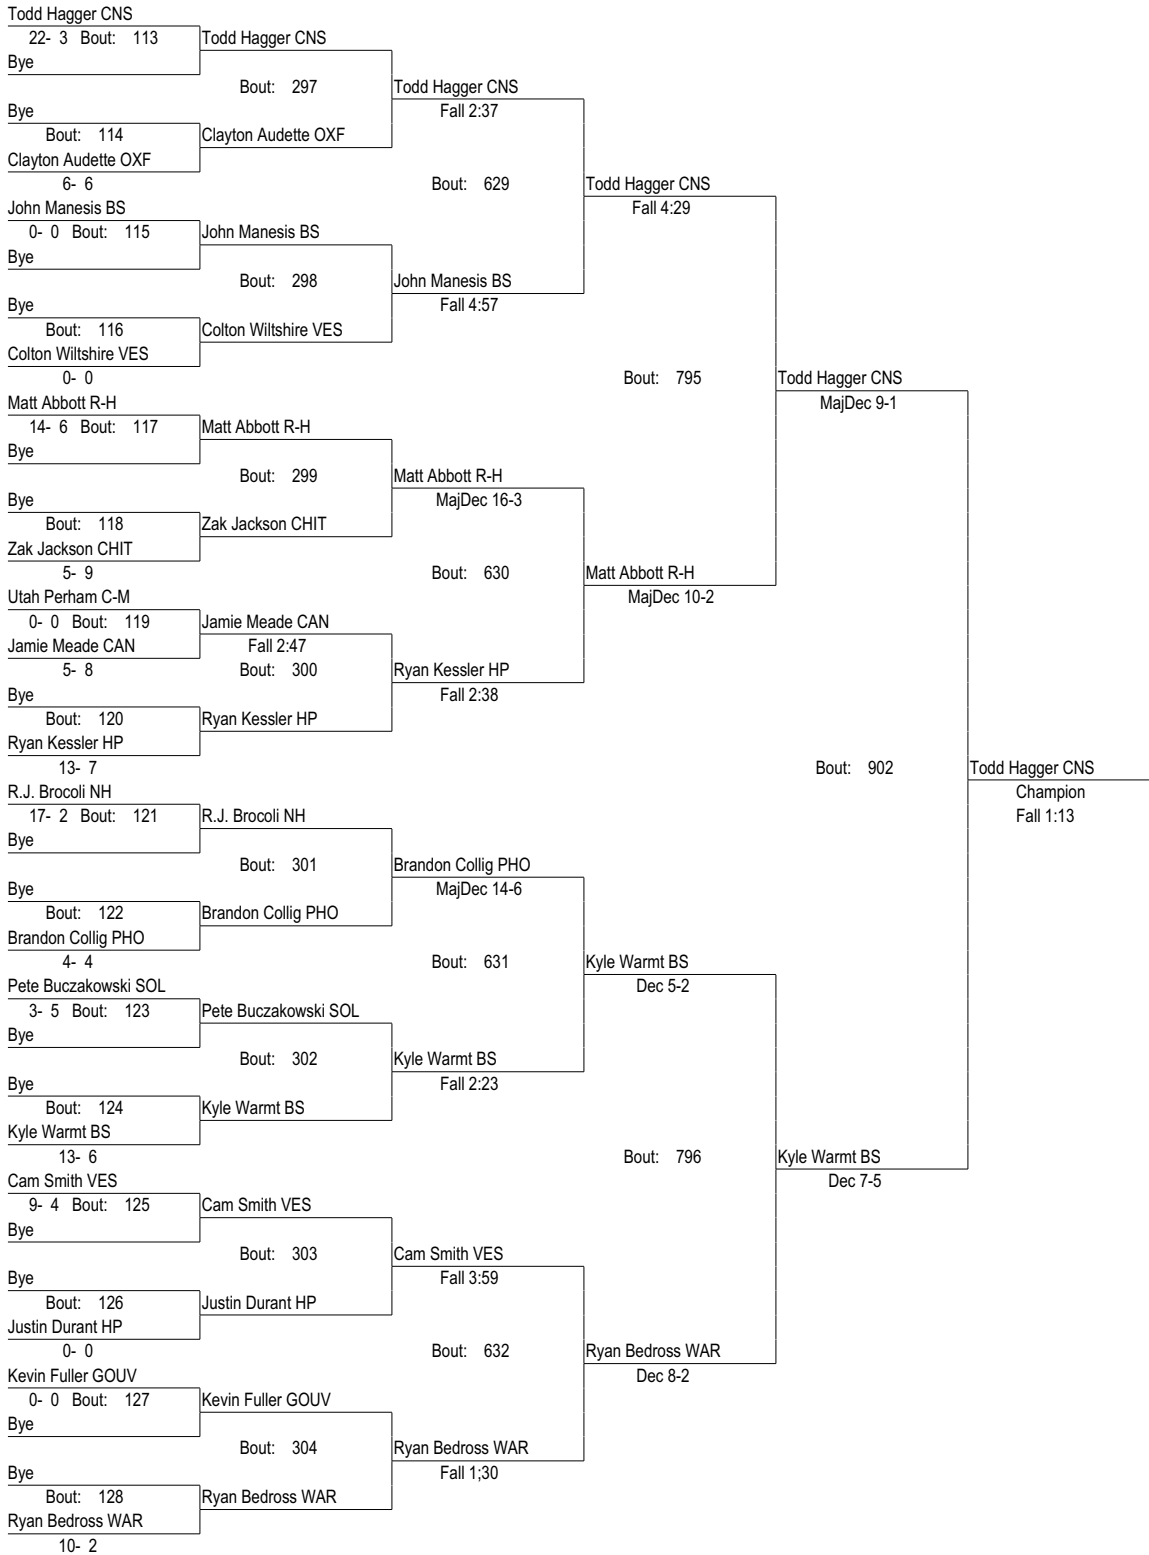 Todd Hagger CNS
22- 3 Bout: 113 Todd Hagger CNS
Bye
Bout: 297 Todd Hagger CNS
Bye Fall 2:37
Bout: 114 Clayton Audette OXF
Clayton Audette OXF
6- 6 Bout: 629 Todd Hagger CNS
John Manesis BS Fall 4:29
0- 0 Bout: 115 John Manesis BS
Bye
Bout: 298 John Manesis BS
Bye Fall 4:57
Bout: 116 Colton Wiltshire VES
Colton Wiltshire VES
0- 0 Bout: 795 Todd Hagger CNS
Matt Abbott R-H MajDec 9-1
14- 6 Bout: 117 Matt Abbott R-H
Bye
Bout: 299 Matt Abbott R-H
Bye MajDec 16-3
Bout: 118 Zak Jackson CHIT
Zak Jackson CHIT
5- 9 Bout: 630 Matt Abbott R-H
Utah Perham C-M MajDec 10-2
0- 0 Bout: 119 Jamie Meade CAN
Jamie Meade CAN Fall 2:47
5- 8 Bout: 300 Ryan Kessler HP
Bye Fall 2:38
Bout: 120 Ryan Kessler HP
Ryan Kessler HP
13- 7 Bout: 902 Todd Hagger CNS
R.J. Brocoli NH Champion
17- 2 Bout: 121 R.J. Brocoli NH Fall 1:13
Bye
Bout: 301 Brandon Collig PHO
Bye MajDec 14-6
Bout: 122 Brandon Collig PHO
Brandon Collig PHO
4- 4 Bout: 631 Kyle Warmt BS
Pete Buczakowski SOL Dec 5-2
3- 5 Bout: 123 Pete Buczakowski SOL
Bye
Bout: 302 Kyle Warmt BS
Bye Fall 2:23
Bout: 124 Kyle Warmt BS
Kyle Warmt BS
13- 6 Bout: 796 Kyle Warmt BS
Cam Smith VES Dec 7-5
9- 4 Bout: 125 Cam Smith VES
Bye
Bout: 303 Cam Smith VES
Bye Fall 3:59
Bout: 126 Justin Durant HP
Justin Durant HP
0- 0 Bout: 632 Ryan Bedross WAR
Kevin Fuller GOUV Dec 8-2
0- 0 Bout: 127 Kevin Fuller GOUV
Bye
Bout: 304 Ryan Bedross WAR
Bye Fall 1;30
Bout: 128 Ryan Bedross WAR
Ryan Bedross WAR
10- 2